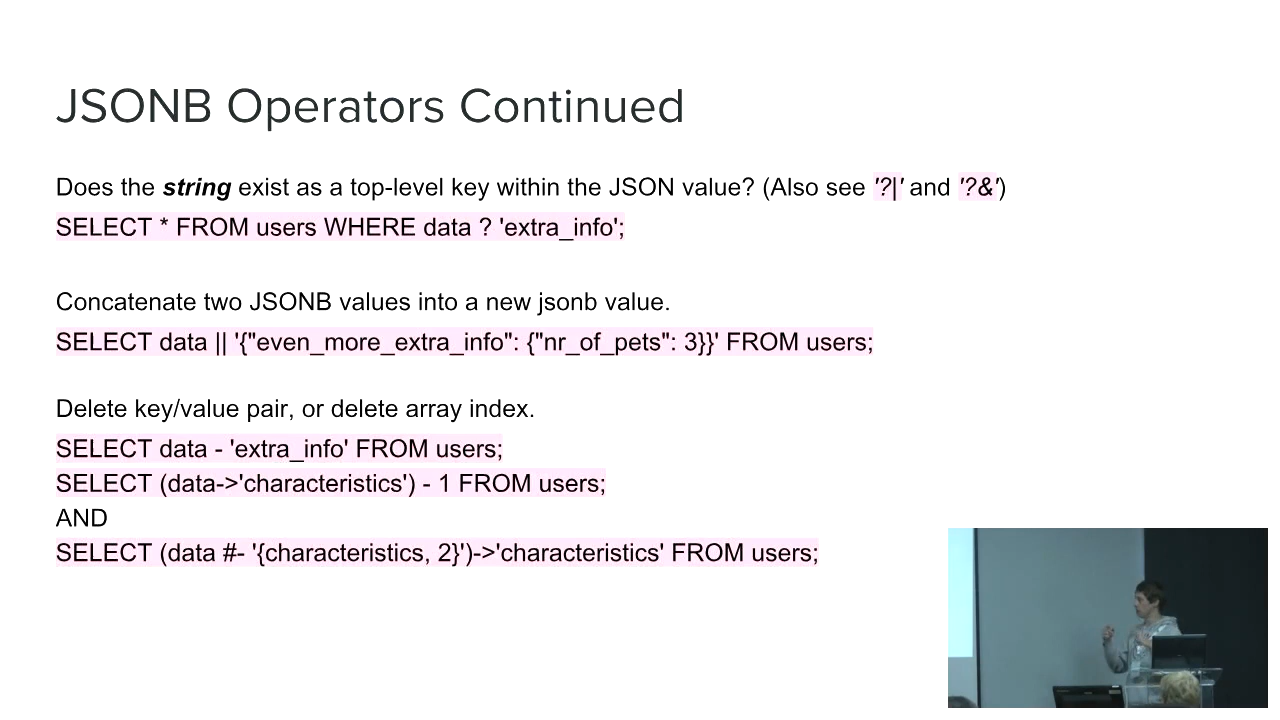 JSONB Operators Continued
Does the string exist as a top-level key within the JSON value? (Also see '?|' and '?&')
SELECT * FROM users WHERE data ? 'extra_info';
Concatenate two JSONB values into a new jsonb value.
SELECT data || '{"even_more_extra_info": {"nr_of_pets": 3}}' FROM users;
Delete key/value pair, or delete array index.
SELECT data - 'extra_info' FROM users;
SELECT (data->'characteristics') - 1 FROM users;
AND
SELECT (data #- '{characteristics, 2}')->'characteristics' FROM users;